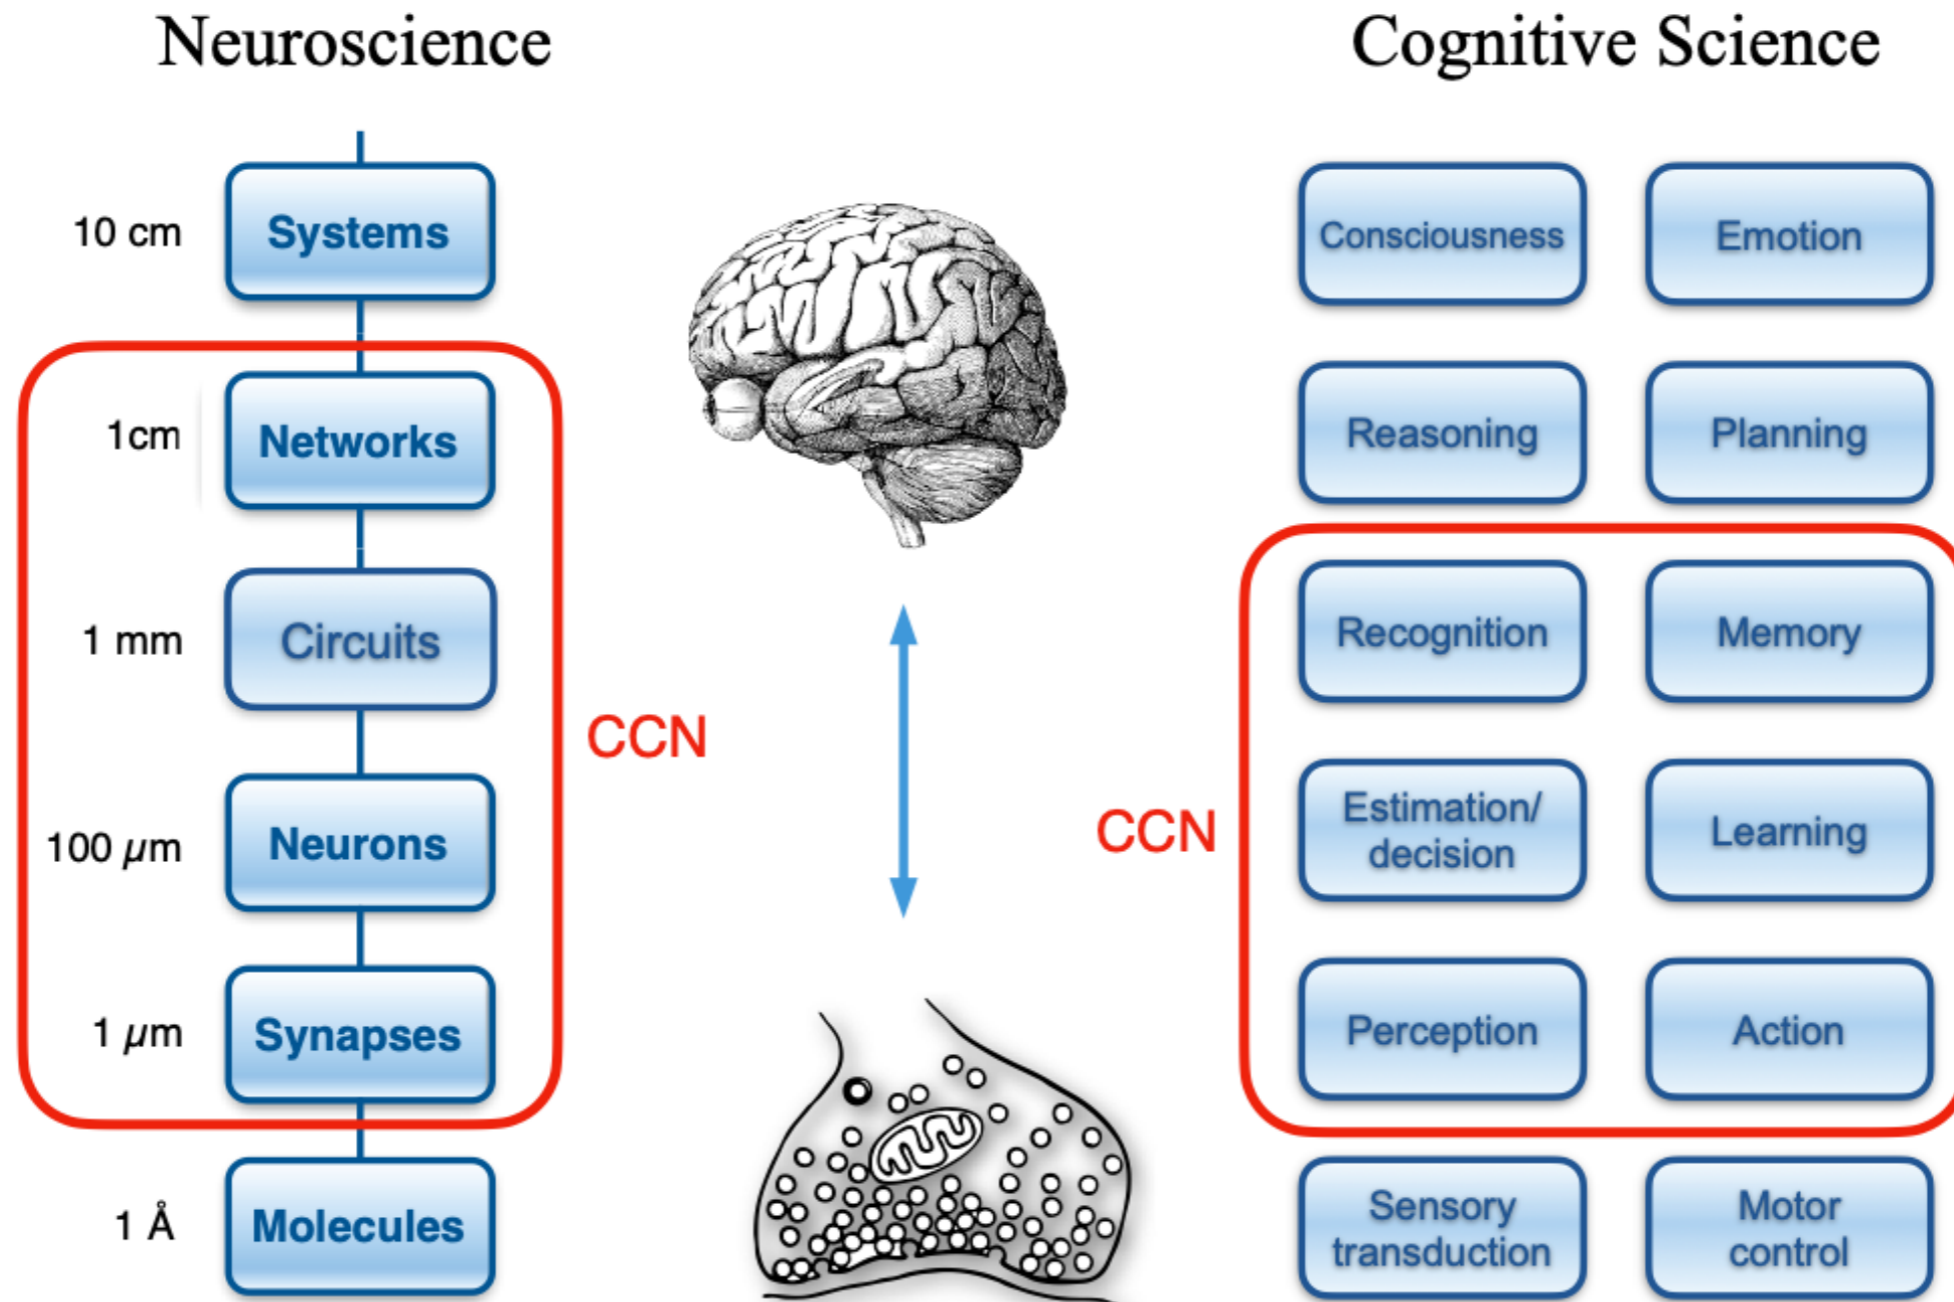 Neuroscience
Cognitive Science
10 cm
Systems
1cm
Networks
1 mm
Circuits
100 μm
Neurons
1 μm
Synapses
1 Å
Molecules
CCN
CCN
Consciousness
Emotion
Reasoning
Planning
Recognition
Memory
Estimation/
decision
Learning
Perception
Action
Sensory
transduction
Motor
control